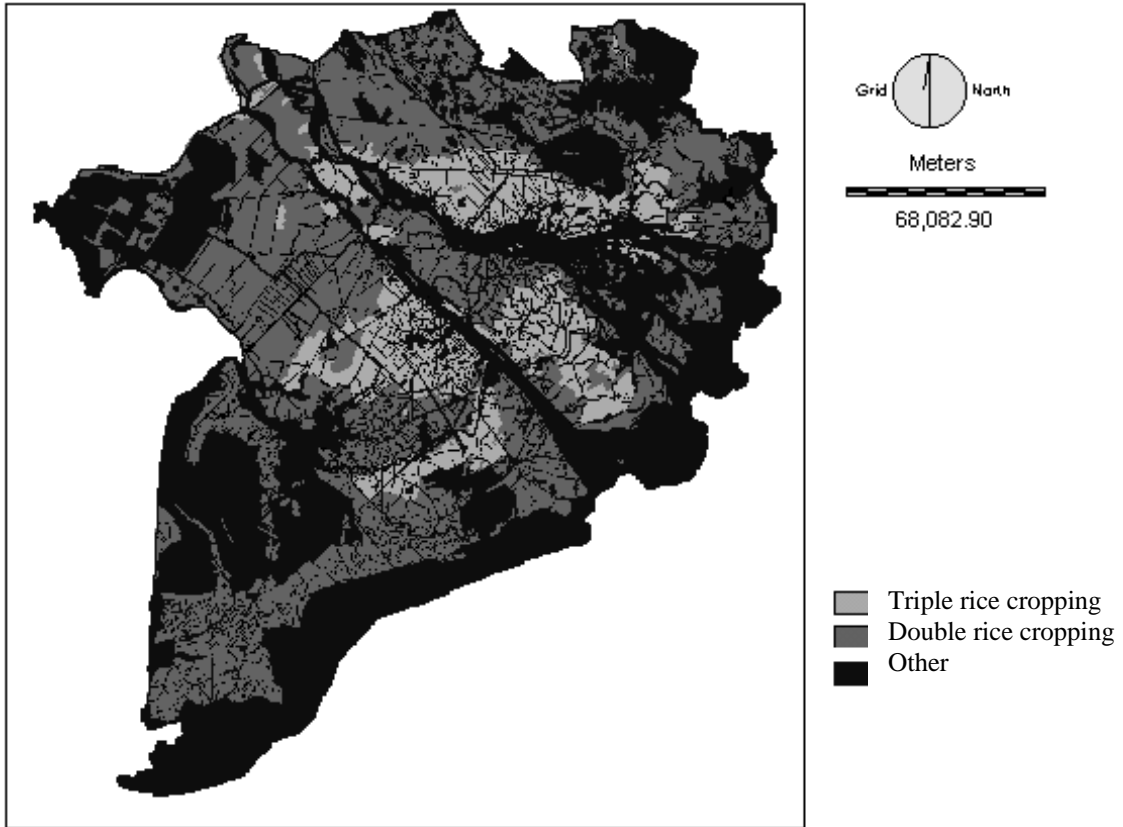 Grid North
Meters
68,082.90
Triple rice cropping
Double rice cropping
Other